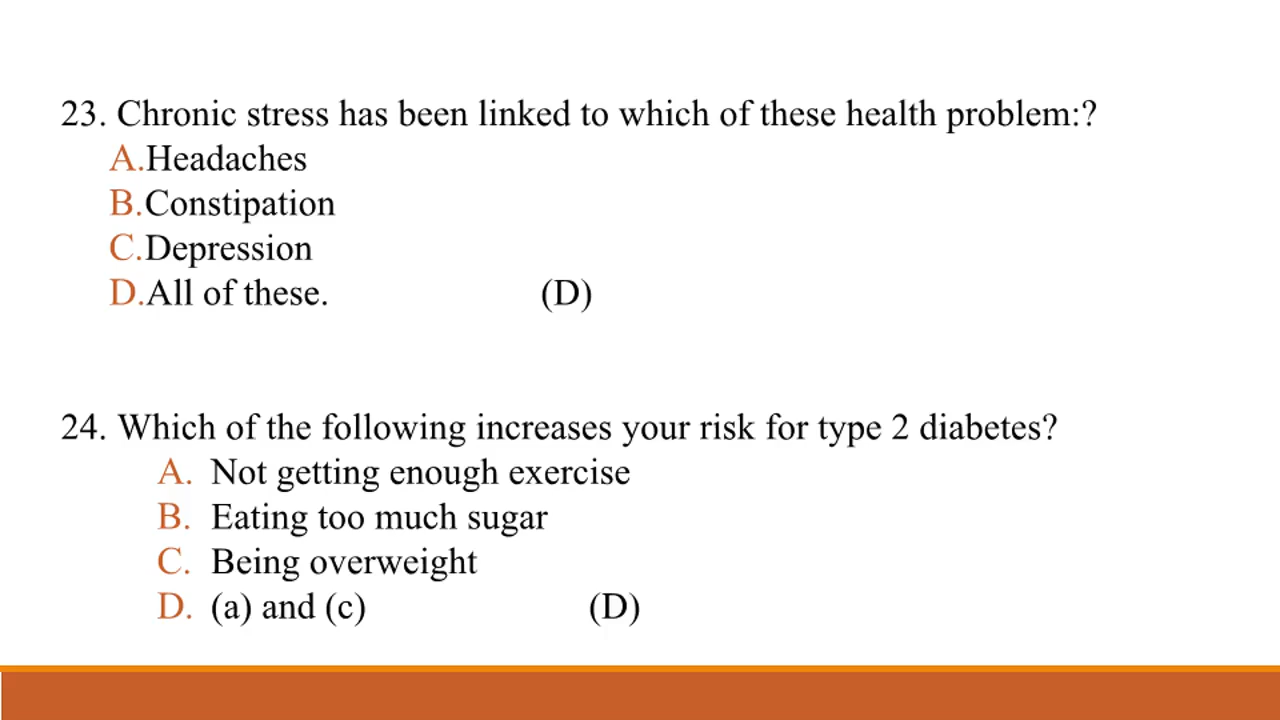 23. Chronic stress has been linked to which of these health problem:?
A.Headaches
B.Constipation
C.Depression
D.All of these. (D)
24. Which of the following increases your risk for type 2 diabetes?
A. Not getting enough exercise
B. Eating too much sugar
C. Being overweight
D. (a) and (c) (D)